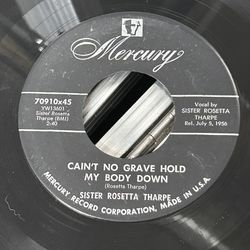 Mercury
70910x45
YW13601
Sister Rosetta
Tharpe (BMI)
2:40
Vocal by
SISTER ROSETTA
THARPE
Rel. July 5, 1956
CAIN'T NO GRAVE HOLD
MY BODY DOWN
(Rosetta Tharpe)
SISTER ROSETTA THARPE
MERCURY RECORD CORPORATION, MADE IN U.S.A.